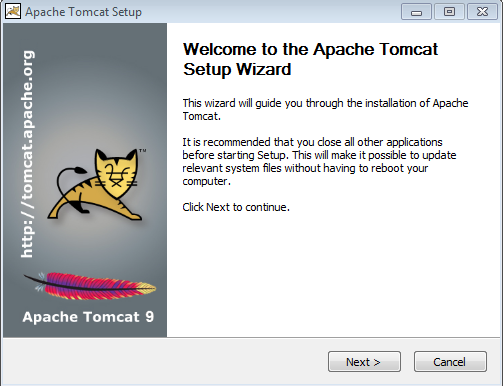 Apache Tomcat Setup
http://tomcat.apache.org
TM
Apache Tomcat 9
Welcome to the Apache Tomcat
Setup Wizard
This wizard will guide you through the installation of Apache
Tomcat.
It is recommended that you close all other applications
before starting Setup. This will make it possible to update
relevant system files without having to reboot your
computer.
Click Next to continue.
Next >
Cancel